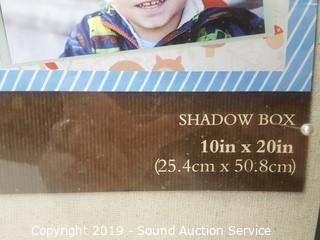 SHADOW BOX
10in x 20in
(25.4cm x 50.8cm)
Copyright 2019 - Sound Auction Service